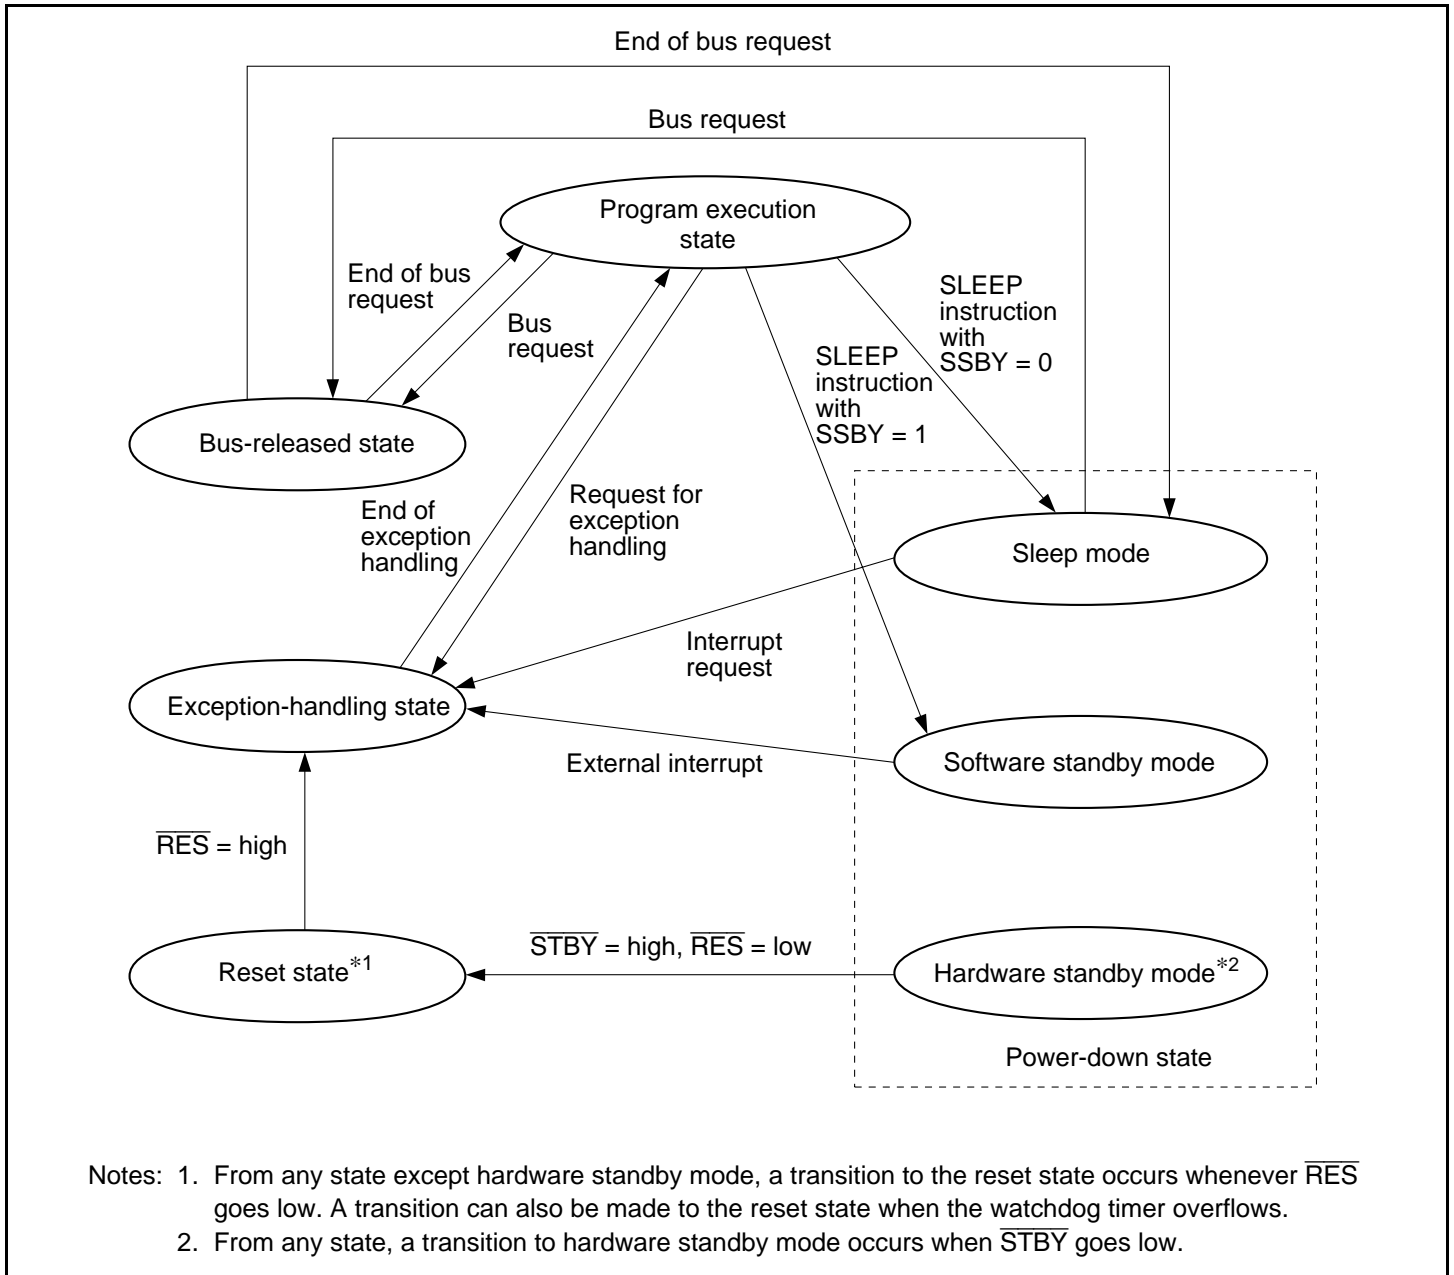 End of bus request
Bus request
Program execution
state
End of bus
request
Bus
request
SLEEP
instruction
with
SSBY = 0
SLEEP
instruction
with
SSBY = 1
Bus-released state
End of
exception
handling
Request for
exception
handling
Sleep mode
Interrupt
request
Exception-handling state
External interrupt
Software standby mode
R̅E̅S̅ = high
Reset state*1
S̅T̅B̅Y̅ = high, R̅E̅S̅ = low
Hardware standby mode*2
Power-down state
Notes: 1. From any state except hardware standby mode, a transition to the reset state occurs whenever R̅E̅S̅
goes low. A transition can also be made to the reset state when the watchdog timer overflows.
2. From any state, a transition to hardware standby mode occurs when S̅T̅B̅Y̅ goes low.